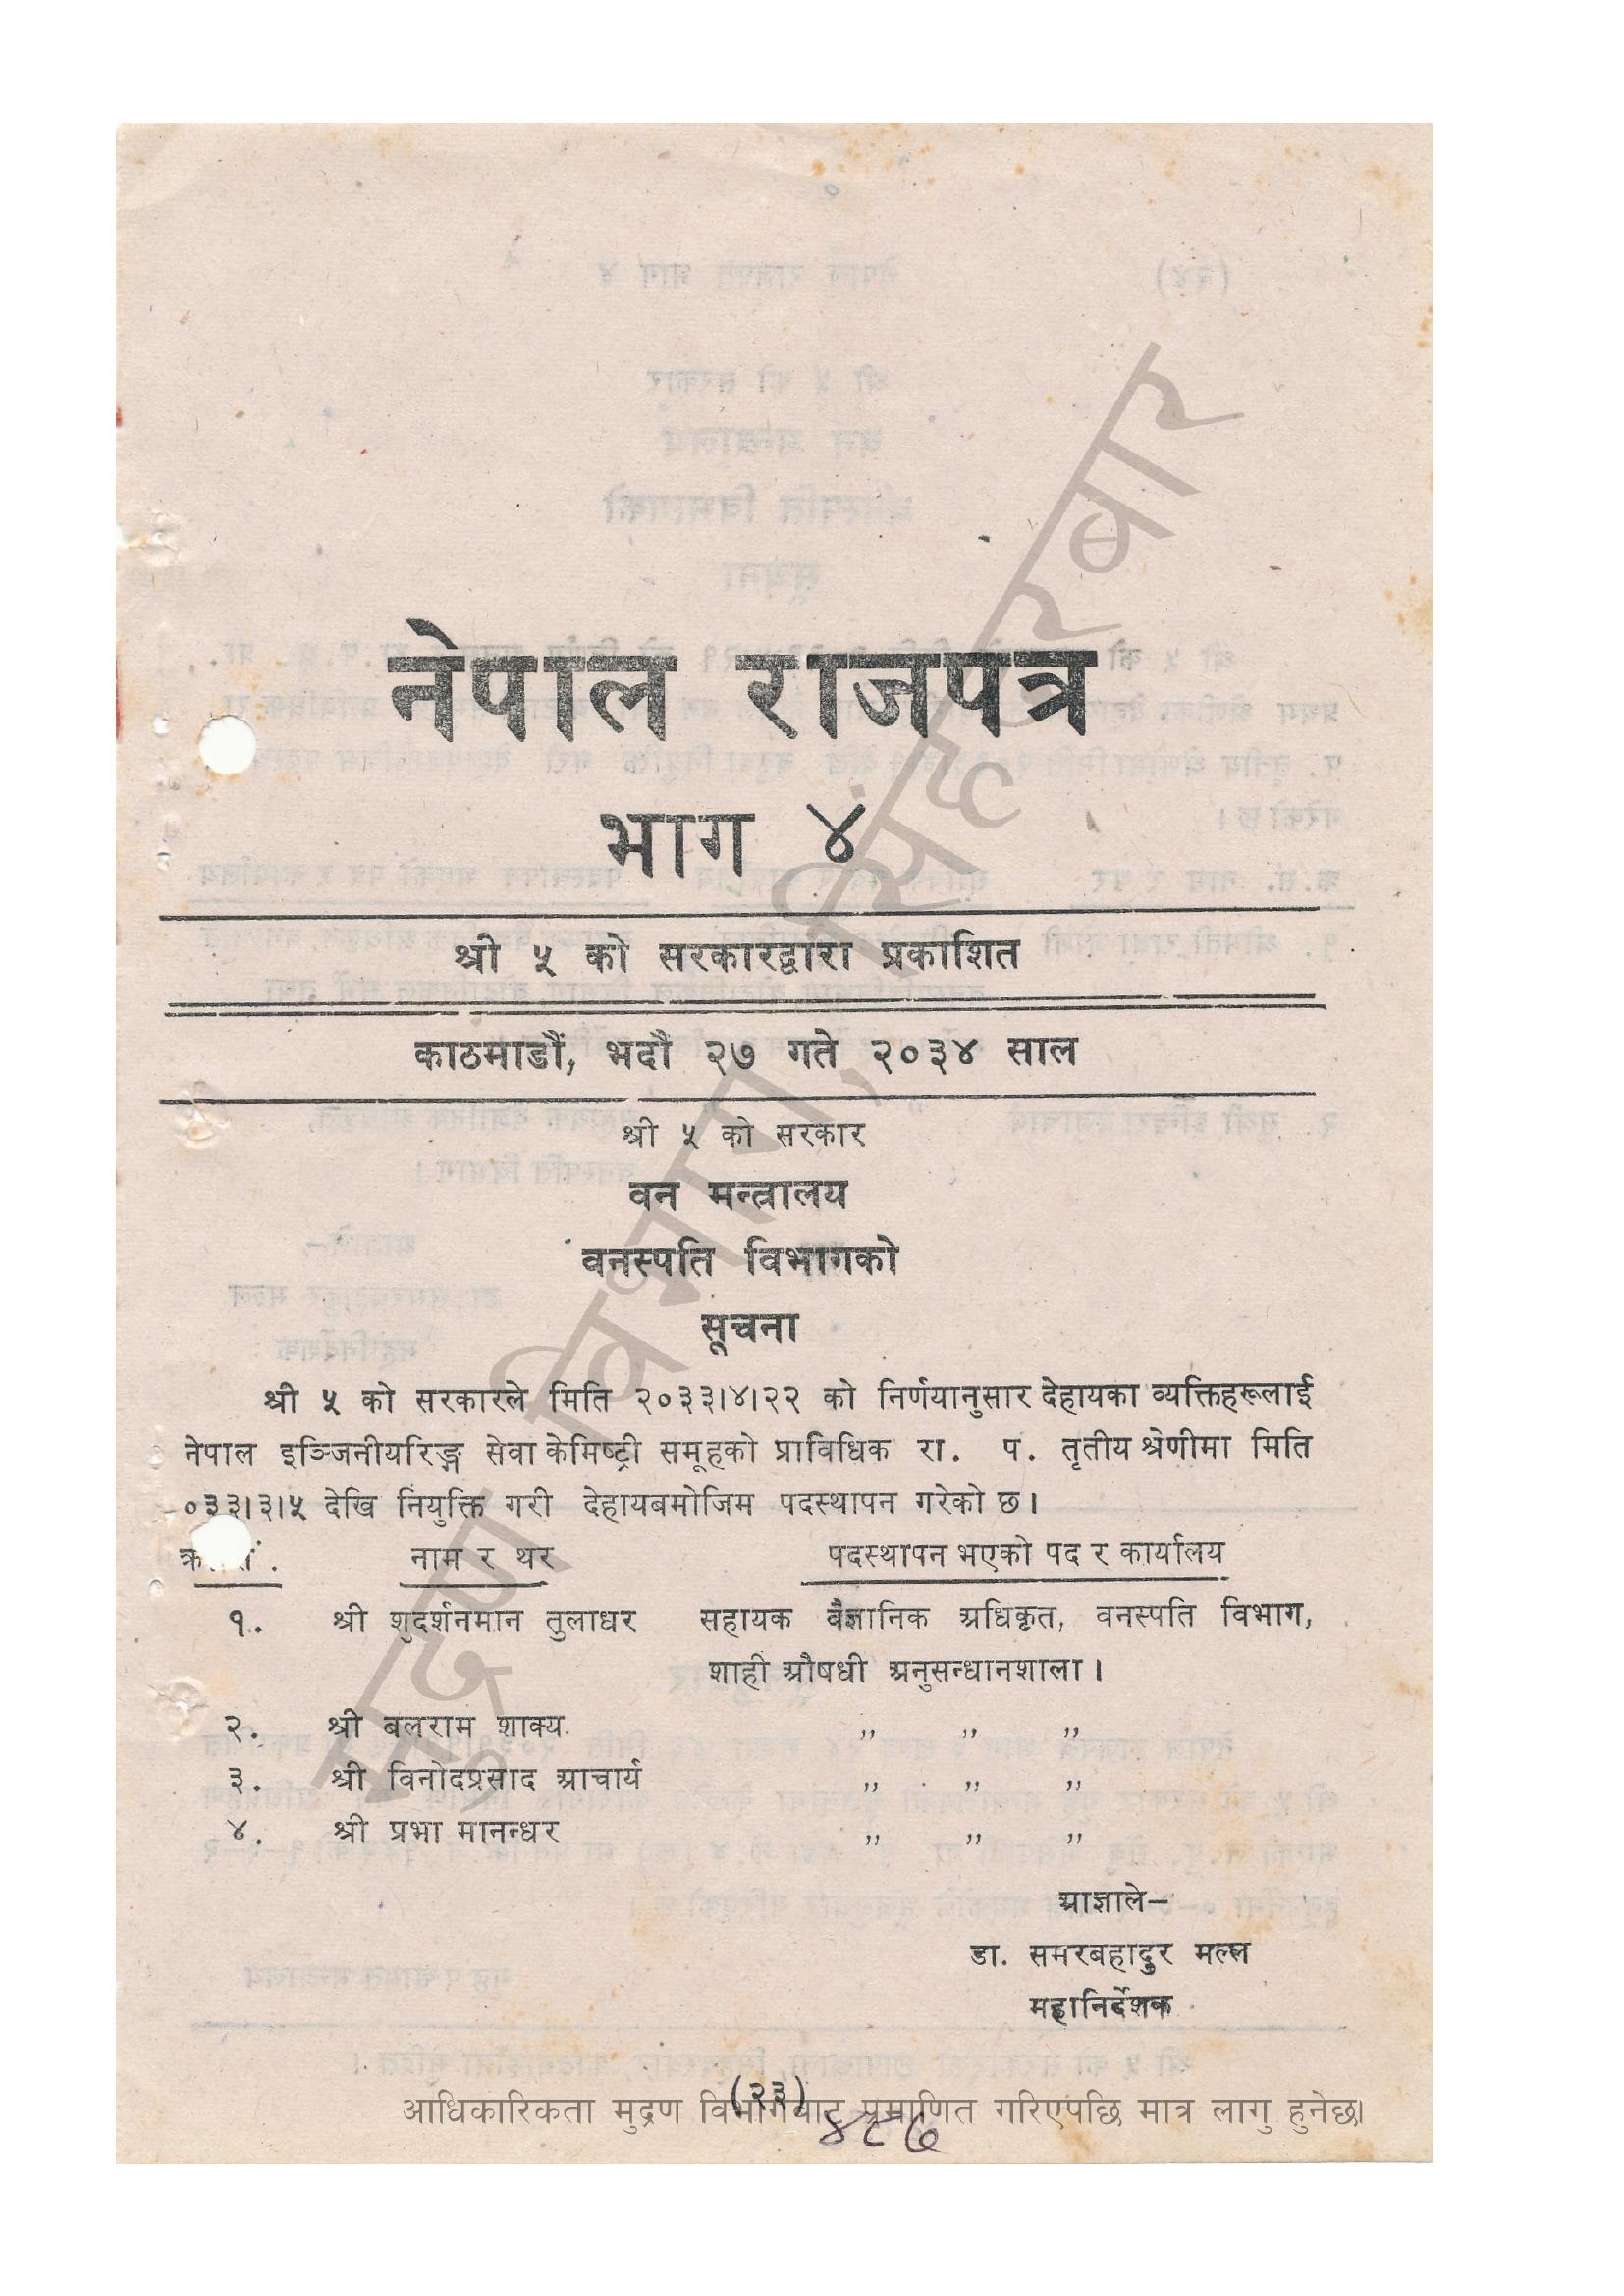 नेपाल राजपत्र
भाग ४
श्री ५ को सरकारद्वारा प्रकाशित
काठमाडौं, भदौ २७ गते २०३४ साल
श्री ५ को सरकार
वन मन्त्रालय
वनस्पति विभागको
सूचना
श्री ५ को सरकारले मिति २०३३।४।२२ को निर्णयानुसार देहायका व्यक्तिहरूलाई
नेपाल इञ्जिनीयरिङ्ग सेवा केमिष्ट्री समूहको प्राविधिक रा. प. तृतीय श्रेणीमा मिति
०३३।३।५ देखि नियुक्ति गरी देहायबमोजिम पदस्थापन गरेको छ।
नाम र थर पदस्थापन भएको पद र कार्यालय
१. श्री शुदर्शनमान तुलाधर सहायक वैज्ञानिक अधिकृत, वनस्पति विभाग,
शाही औषधी अनुसन्धानशाला।
२. श्री बलराम शाक्य ,, ,, ,,
३. श्री विनोदप्रसाद आचार्य ,, ,, ,,
४. श्री प्रभा मानन्धर ,, ,, ,,
आज्ञाले–
डा. समरबहादुर मल्ल
महानिर्देशक
(२३)
आधिकारिकता मुद्रण विभागबाट प्रमाणित गरिएपछि मात्र लागु हुनेछ।
४८७
मुद्रण विभाग, सिंहदरबार